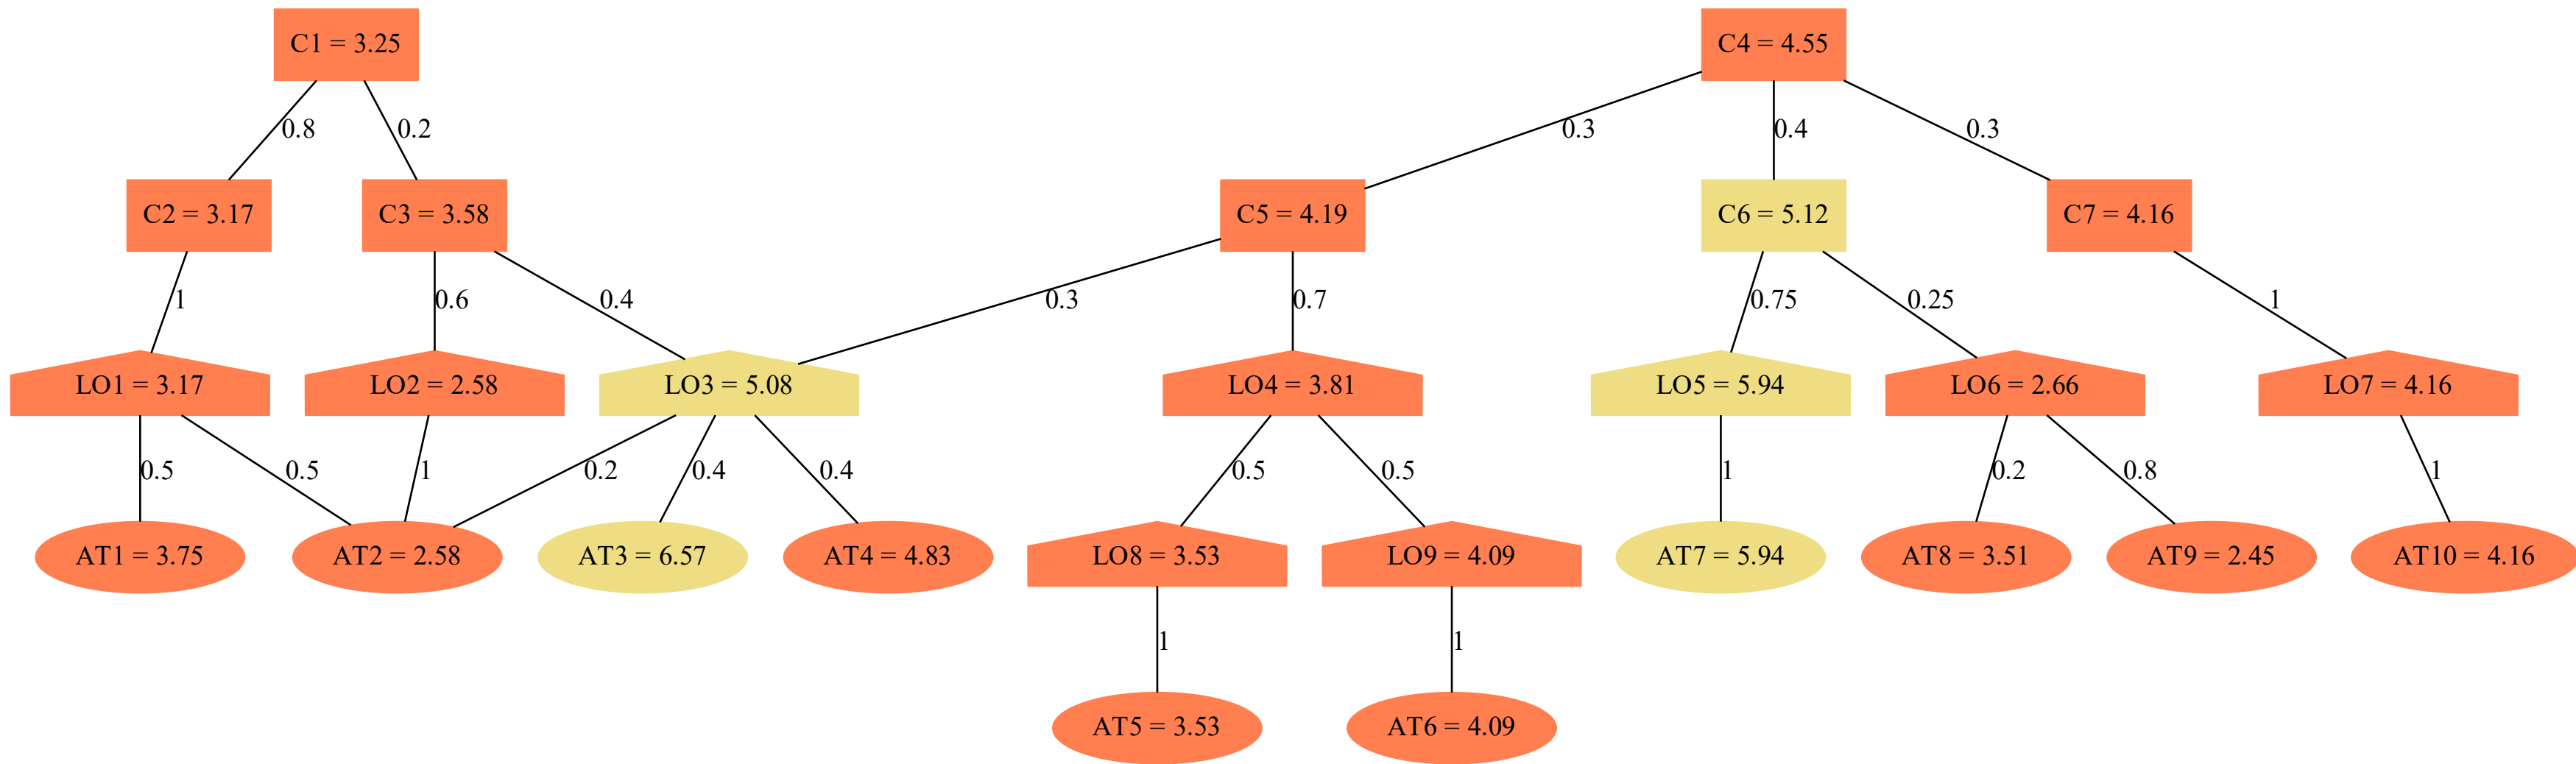 C1 = 3.25
C4 = 4.55
0.8
0.2
0.3
0.4
0.3
C2 = 3.17
C3 = 3.58
C5 = 4.19
C6 = 5.12
C7 = 4.16
1
0.6
0.4
0.3
0.7
0.75
0.25
1
LO1 = 3.17
LO2 = 2.58
LO3 = 5.08
LO4 = 3.81
LO5 = 5.94
LO6 = 2.66
LO7 = 4.16
0.5
0.5
1
0.2
0.4
0.4
0.5
0.5
1
0.2
0.8
1
AT1 = 3.75
AT2 = 2.58
AT3 = 6.57
AT4 = 4.83
LO8 = 3.53
LO9 = 4.09
AT7 = 5.94
AT8 = 3.51
AT9 = 2.45
AT10 = 4.16
1
1
AT5 = 3.53
AT6 = 4.09